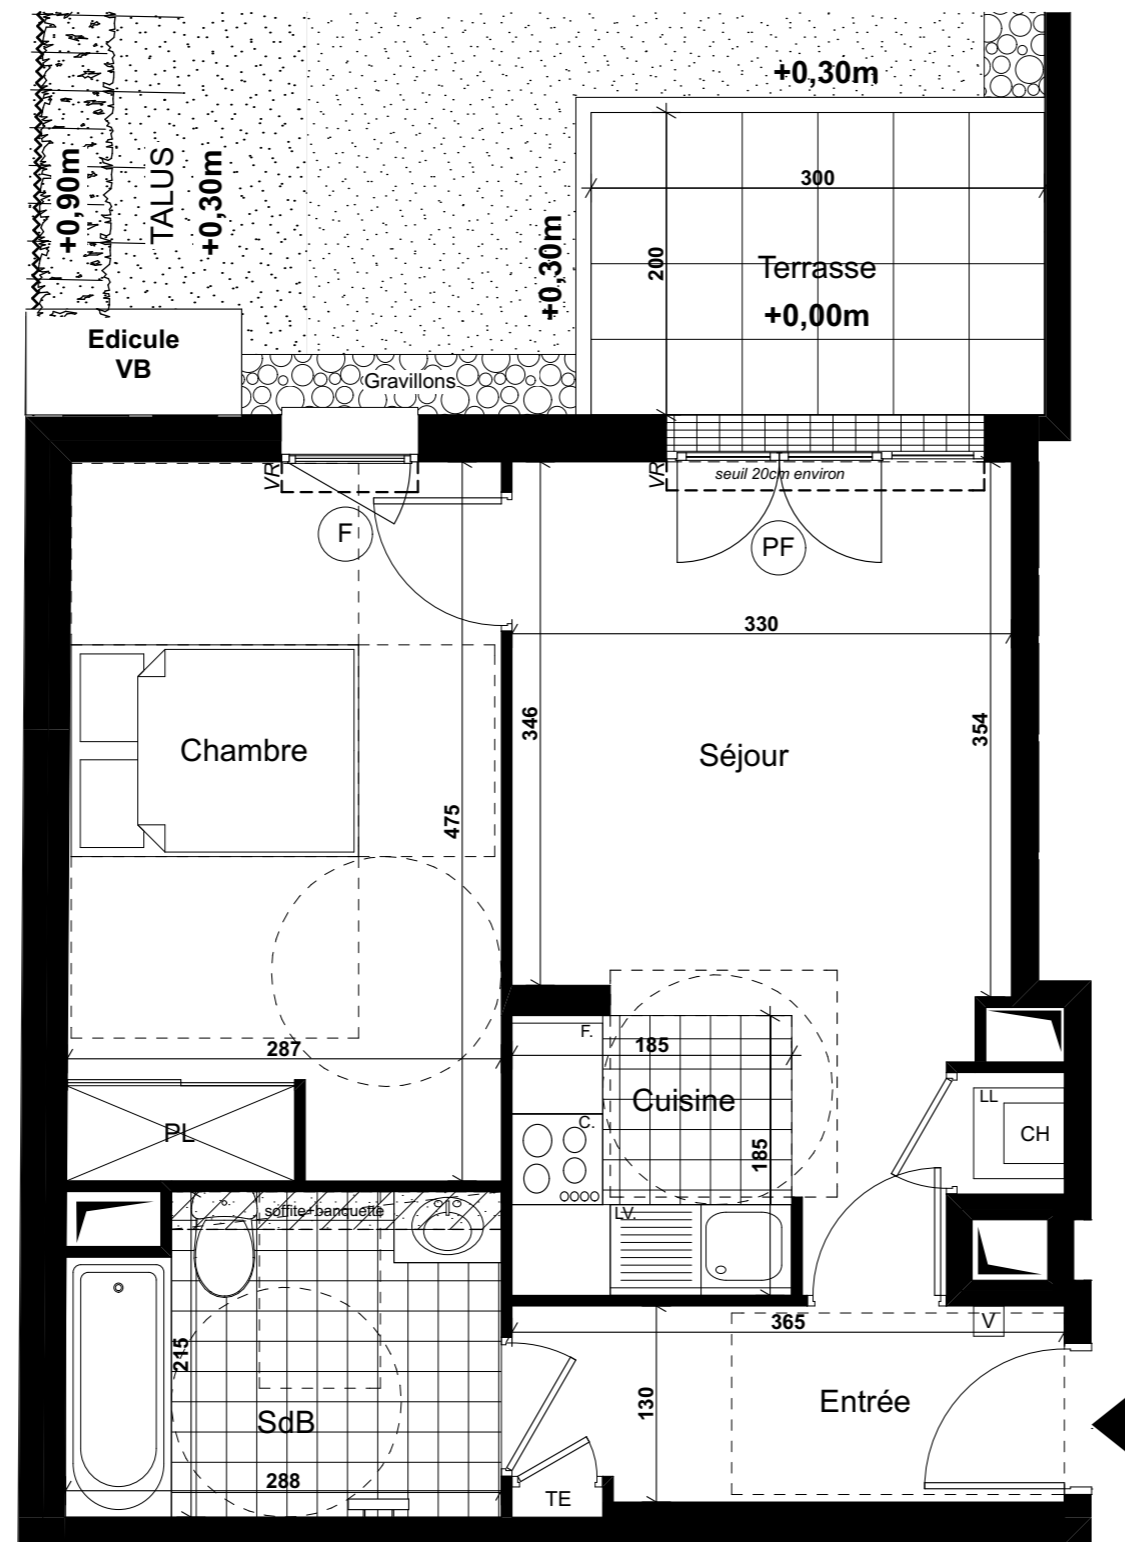 +0,30m
+0,90m
TALUS
+0,30m
+0,30m
300
200
Terrasse
+0,00m
Edicule
VB
Gravillons
VR
F
VR
seuil 20cm environ
PF
330
346
354
Chambre
Séjour
475
287
PL
F.
185
Cuisine
C.
185
LL
CH
LV.
soffite+banquette
215
SdB
288
365
V
130
Entrée
TE